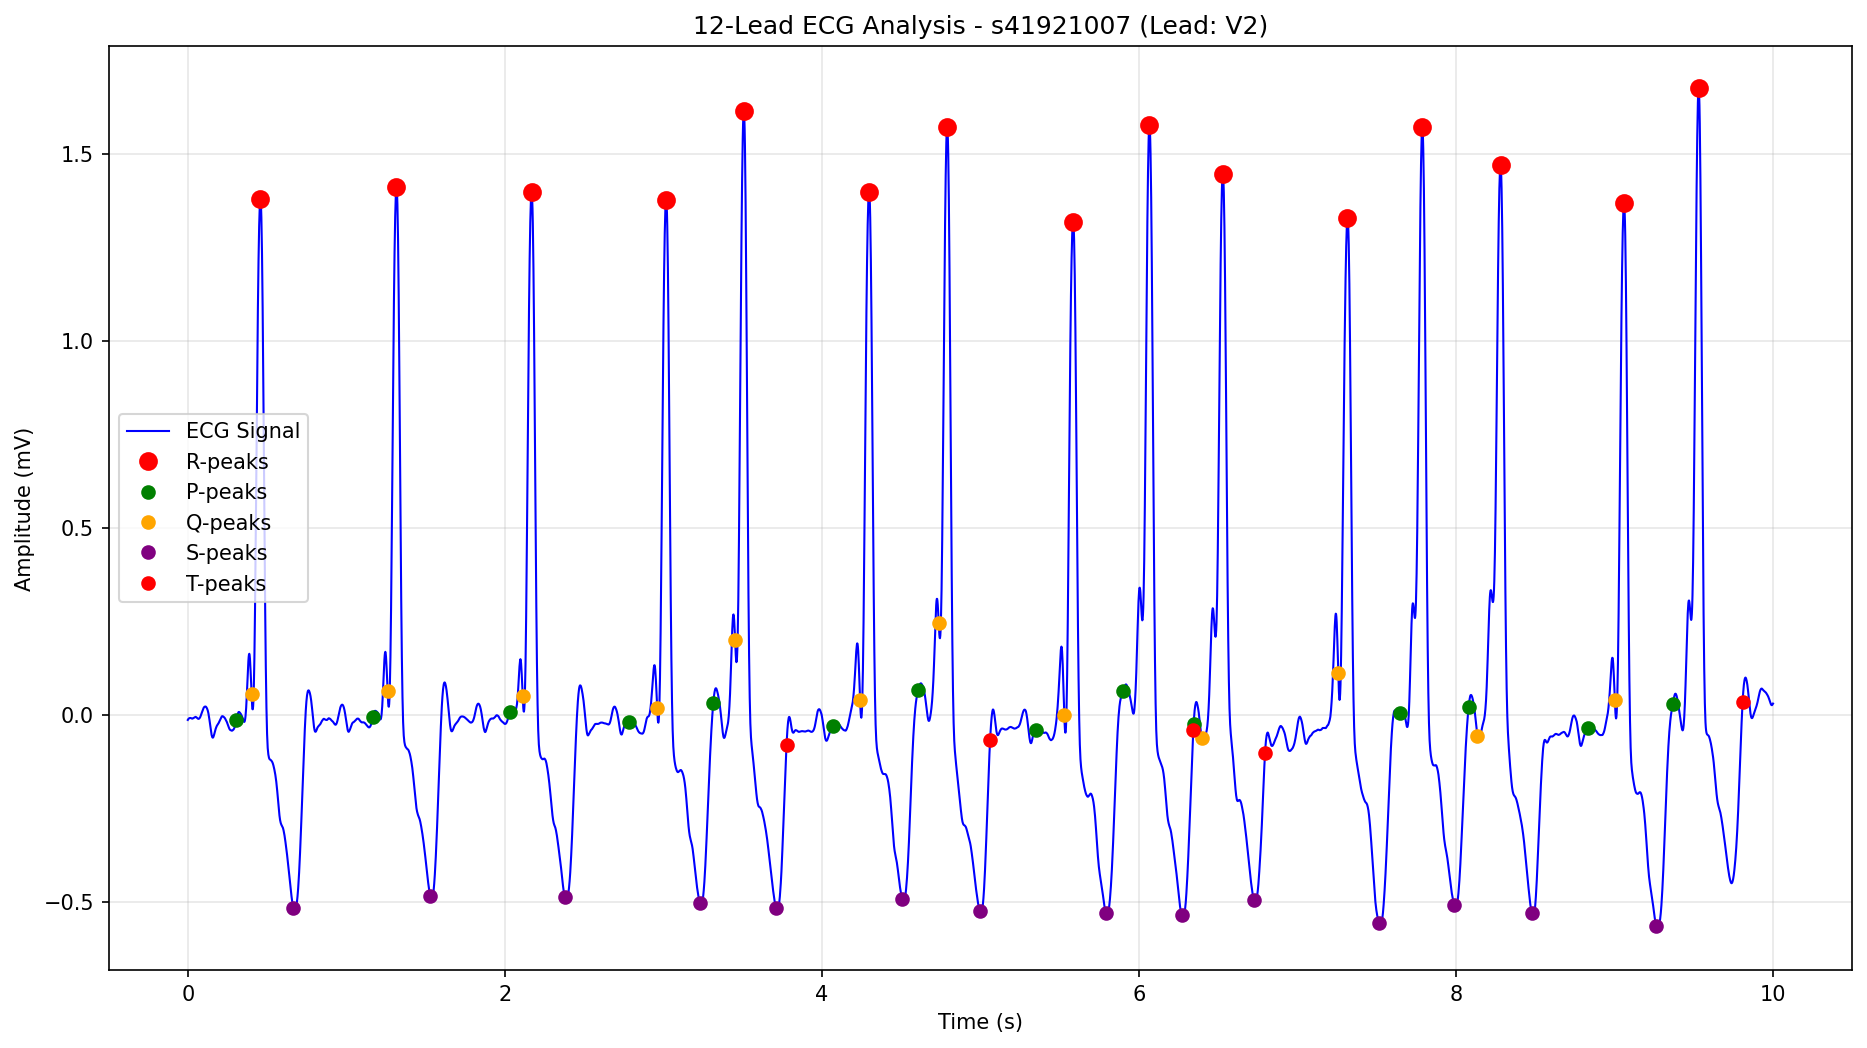 12-Lead ECG Analysis - s41921007 (Lead: V2)
1.5
1.0
0.5
0.0
−0.5
Amplitude (mV)
ECG Signal
R-peaks
P-peaks
Q-peaks
S-peaks
T-peaks
0 2 4 6 8 10
Time (s)